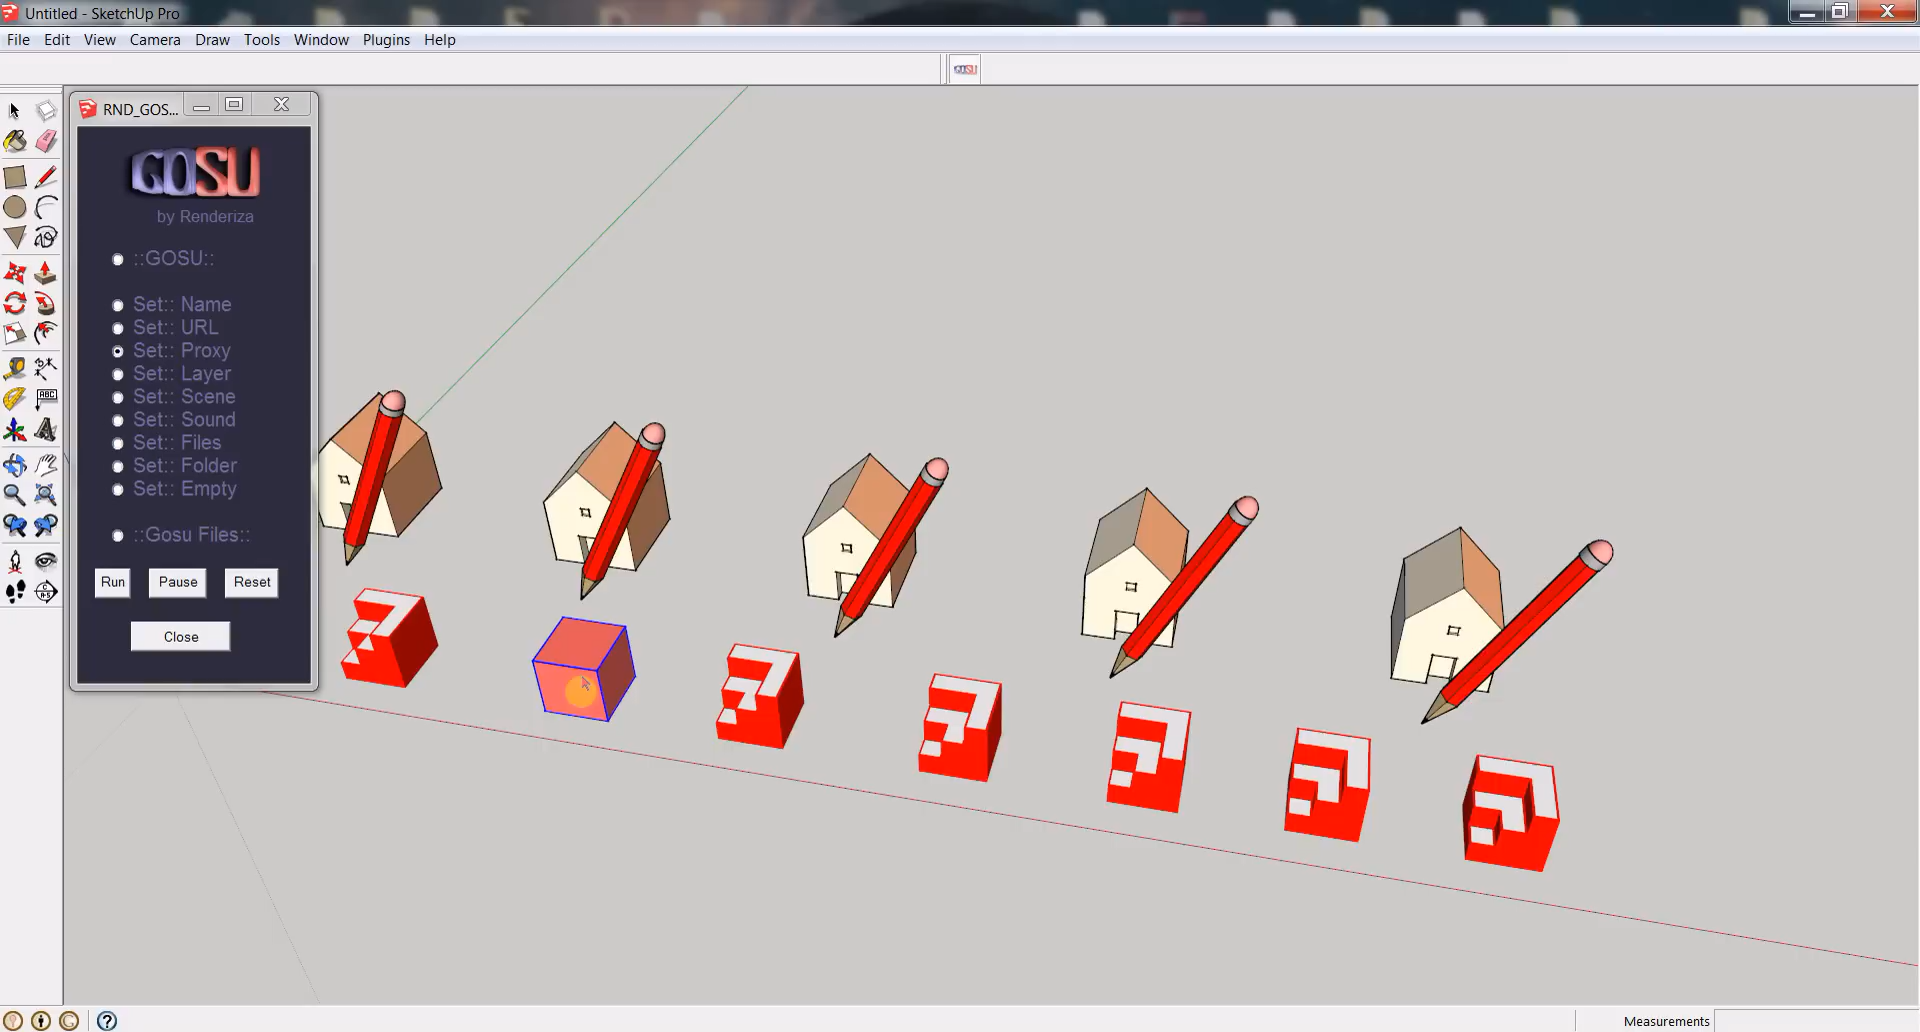 Untitled - SketchUp Pro
File Edit View Camera Draw Tools Window Plugins Help
GOSU
RND_GOS...
GOSU
by Renderiza
::GOSU::
Set:: Name
Set:: URL
Set:: Proxy
Set:: Layer
Set:: Scene
Set:: Sound
Set:: Files
Set:: Folder
Set:: Empty
::Gosu Files::
Run Pause Reset
Close
ABC
Measurements